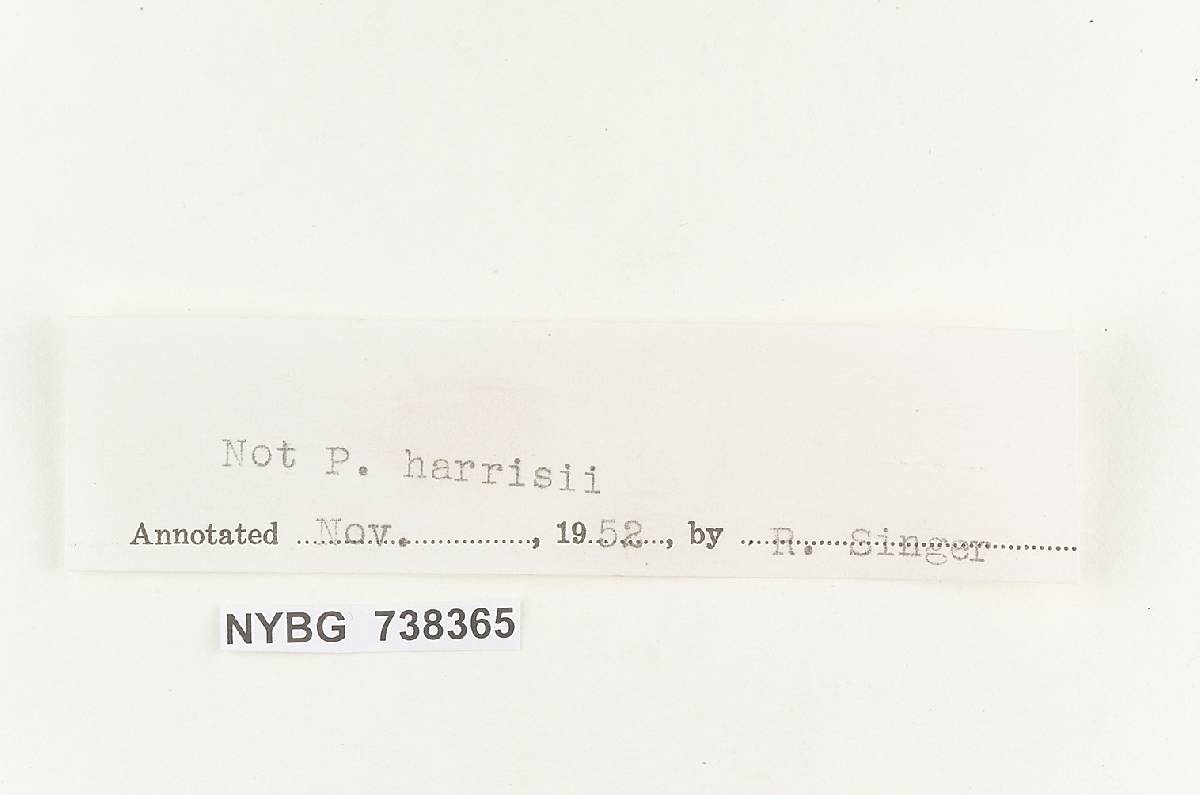 Not P. harrisii
Annotated Nov. , 1952, by R. Singer
NYBG 738365